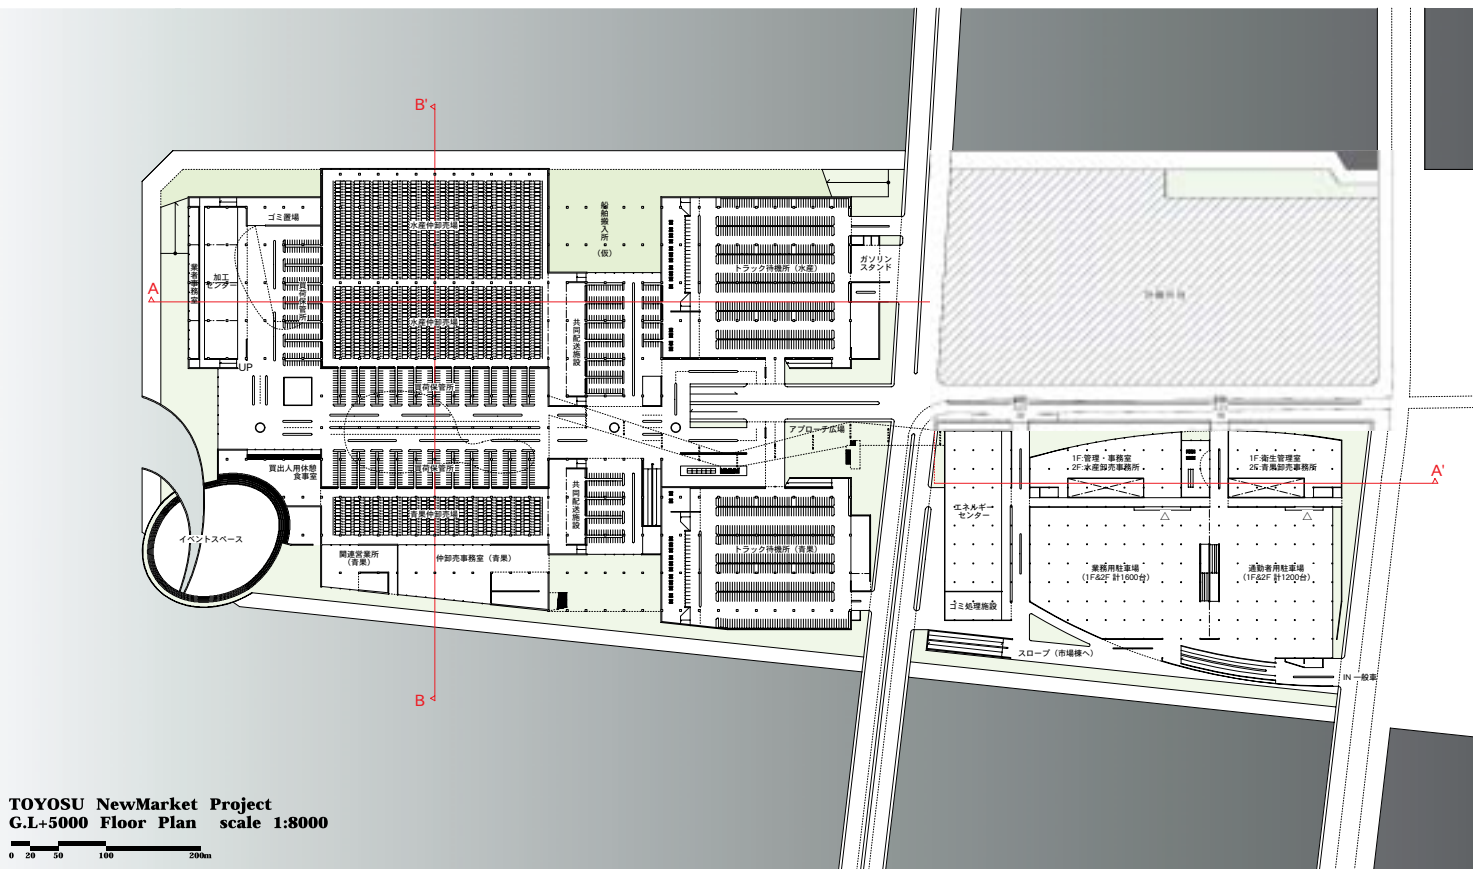 B'
ゴミ置場
水産仲卸売場
船舶搬入所
(仮)
トラック待機所(水産)
ガソリン
スタンド
業者事務室
加工
センター
買荷保管所
A
水産仲卸売場
共同配送施設
UP
買荷保管所
アプローチ広場
1F:管理・事務室
2F:水産卸売事務所
1F:衛生管理室
2F:青果卸売事務所
A'
買出人用休憩
食事室
買荷保管所
青果仲卸売場
共同配送施設
エネルギー
センター
イベントスペース
関連営業所
(青果)
仲卸売事務室(青果)
トラック待機所(青果)
業務用駐車場
(1F&2F 計1600台)
通勤者用駐車場
(1F&2F 計1200台)
ゴミ処理施設
スロープ(市場棟へ)
IN 一般車
B
TOYOSU NewMarket Project
G.L+5000 Floor Plan scale 1:8000
0 20 50 100 200m